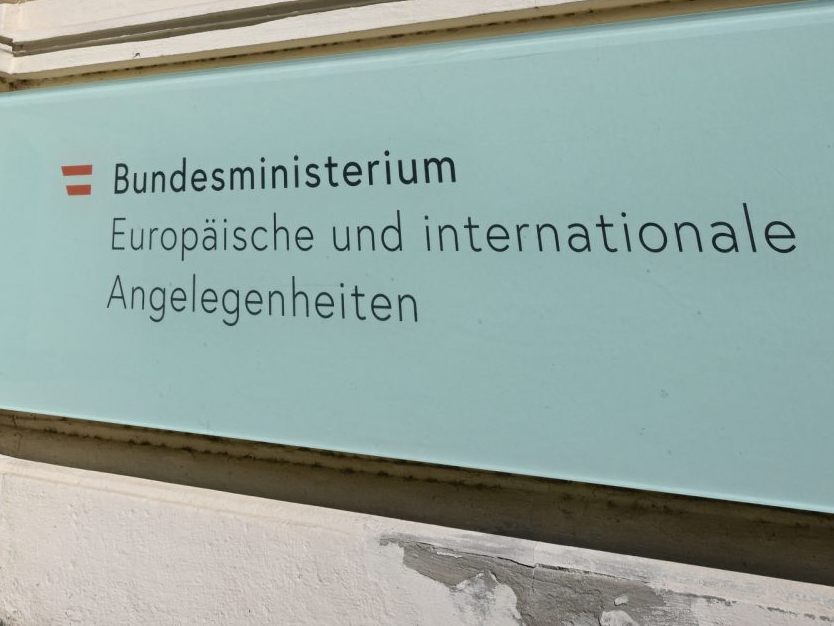 Bundesministerium
Europäische und internationale
Angelegenheiten